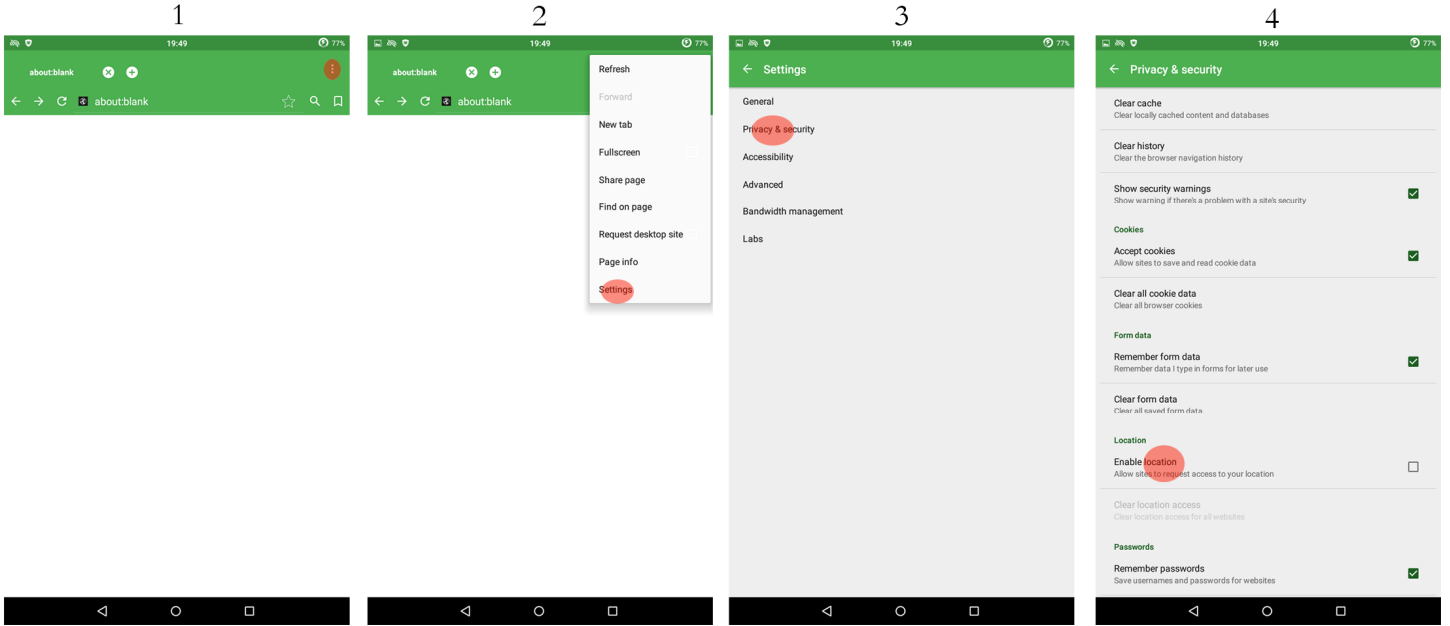 1
19:49
77%
about:blank
about:blank
2
19:49
77%
about:blank
about:blank
Refresh
Forward
New tab
Fullscreen
Share page
Find on page
Request desktop site
Page info
Settings
3
19:49
77%
Settings
General
Privacy & security
Accessibility
Advanced
Bandwidth management
Labs
4
19:49
77%
Privacy & security
Clear cache
Clear locally cached content and databases
Clear history
Clear the browser navigation history
Show security warnings
Show warning if there's a problem with a site's security
Cookies
Accept cookies
Allow sites to save and read cookie data
Clear all cookie data
Clear all browser cookies
Form data
Remember form data
Remember data I type in forms for later use
Clear form data
Clear all saved form data
Location
Enable location
Allow sites to request access to your location
Clear location access
Clear location access for all websites
Passwords
Remember passwords
Save usernames and passwords for websites